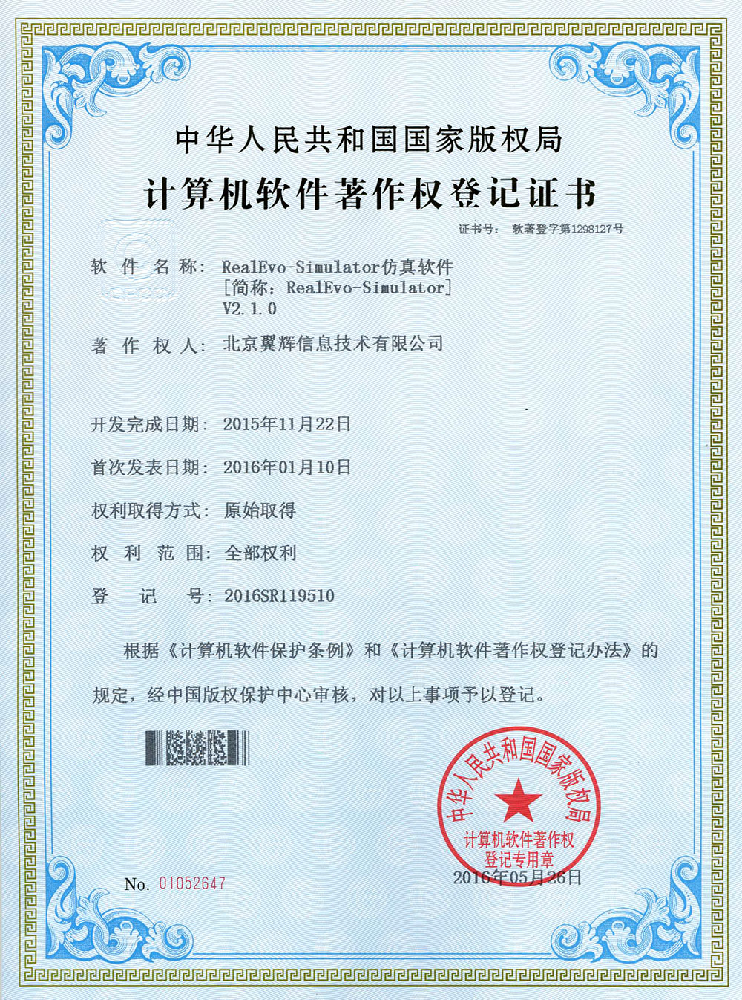 中华人民共和国国家版权局
计算机软件著作权登记证书
证书号： 软著登字第1298127号
软件名称： RealEvo-Simulator仿真软件
[简称：RealEvo-Simulator]
V2.1.0
著作权人： 北京翼辉信息技术有限公司
开发完成日期： 2015年11月22日
首次发表日期： 2016年01月10日
权利取得方式： 原始取得
权利范围： 全部权利
登记号： 2016SR119510
根据《计算机软件保护条例》和《计算机软件著作权登记办法》的
规定，经中国版权保护中心审核，对以上事项予以登记。
中华人民共和国国家版权局
计算机软件著作权
登记专用章
2016年05月26日
No. 01052647